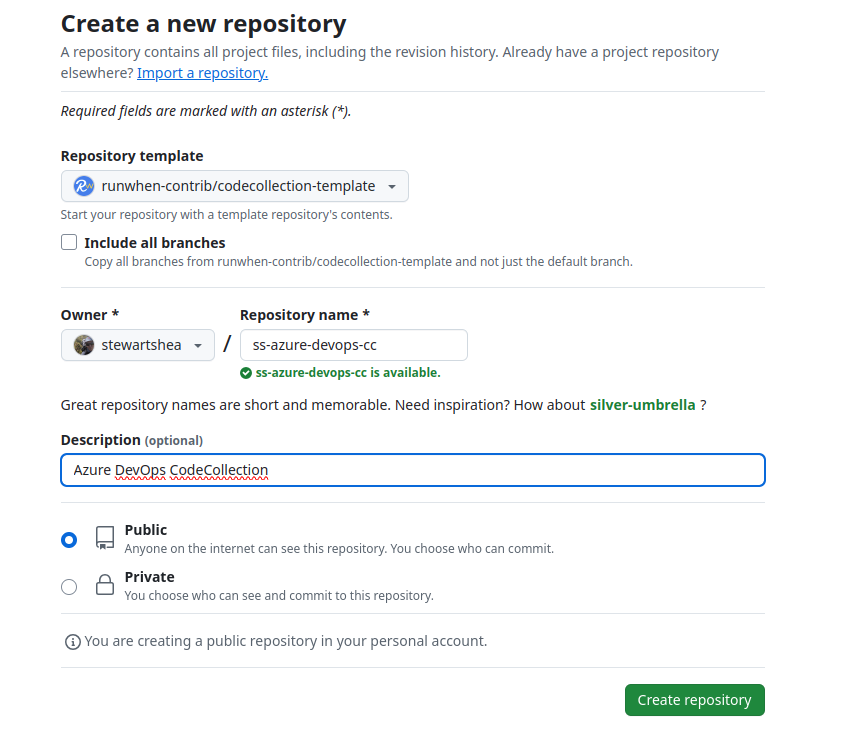 Create a new repository
A repository contains all project files, including the revision history. Already have a project repository
elsewhere? Import a repository.
Required fields are marked with an asterisk (*).
Repository template
runwhen-contrib/codecollection-template
Start your repository with a template repository's contents.
Include all branches
Copy all branches from runwhen-contrib/codecollection-template and not just the default branch.
Owner * Repository name *
stewartshea / ss-azure-devops-cc
ss-azure-devops-cc is available.
Great repository names are short and memorable. Need inspiration? How about silver-umbrella ?
Description (optional)
Azure DevOps CodeCollection
Public
Anyone on the internet can see this repository. You choose who can commit.
Private
You choose who can see and commit to this repository.
You are creating a public repository in your personal account.
Create repository